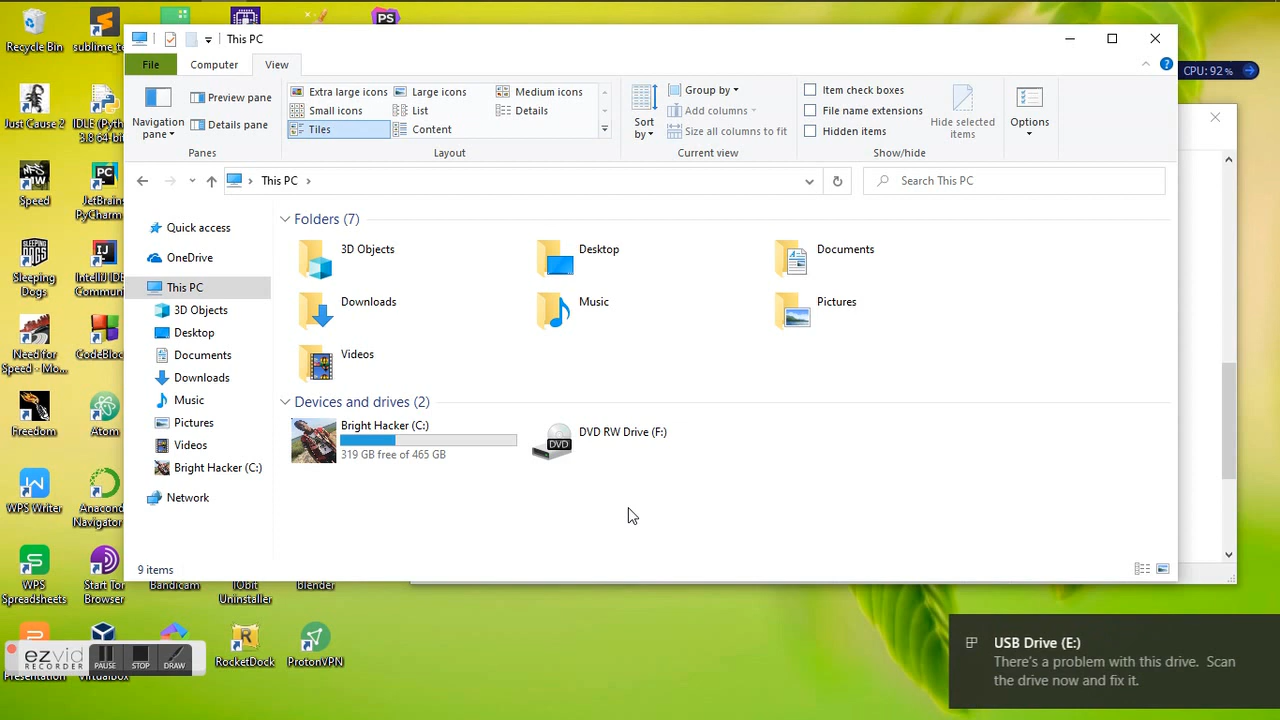 Recycle Bin
sublime_te
PS
This PC
File
Computer
View
CPU: 92 %
Navigation
pane
Preview pane
Details pane
Panes
Extra large icons
Large icons
Medium icons
Small icons
List
Details
Tiles
Content
Layout
Sort
by
Group by
Add columns
Size all columns to fit
Current view
Item check boxes
File name extensions
Hidden items
Hide selected
items
Show/hide
Options
This PC
Search This PC
Just Cause 2
IDLE (Pyth
3.8 64-bit
Speed
JetBrains
PyCharm
Sleeping
Dogs
IntelliJ IDE
Commun
Need for
Speed - Mo...
CodeBloc
Freedom
Atom
WPS Writer
Anacond
Navigator
WPS
Spreadsheets
Start Tor
Browser
Bandicam
IObit
Uninstaller
Blender
Quick access
OneDrive
This PC
3D Objects
Desktop
Documents
Downloads
Music
Pictures
Videos
Bright Hacker (C:)
Network
Folders (7)
3D Objects
Desktop
Documents
Downloads
Music
Pictures
Videos
Devices and drives (2)
Bright Hacker (C:)
319 GB free of 465 GB
DVD
DVD RW Drive (F:)
9 items
ezvid
RECORDER
PAUSE
STOP
DRAW
Presentation
VirtualBox
RocketDock
ProtonVPN
USB Drive (E:)
There's a problem with this drive. Scan
the drive now and fix it.